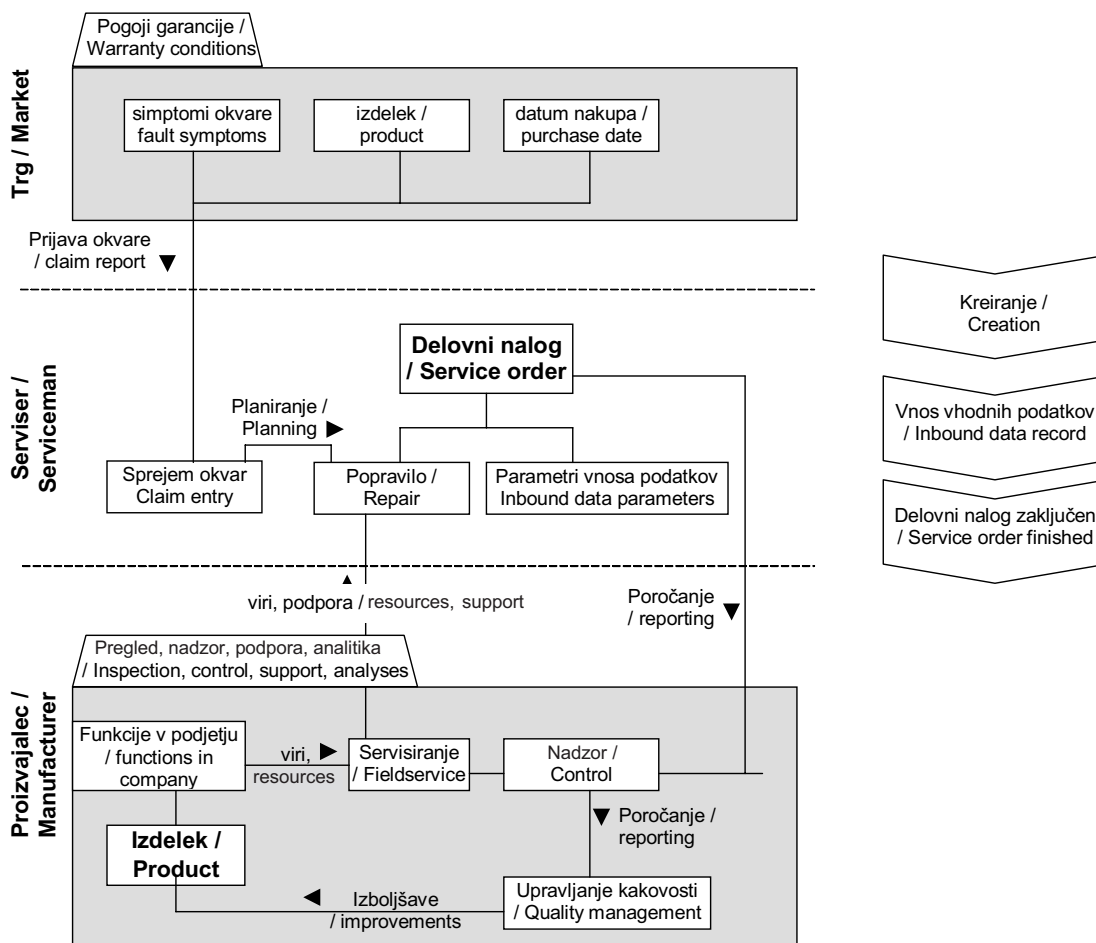 Pogoji garancije /
Warranty conditions
Trg / Market
simptomi okvare
fault symptoms
izdelek /
product
datum nakupa /
purchase date
Prijava okvare
/ claim report
Kreiranje /
Creation
Serviser /
Serviceman
Delovni nalog
/ Service order
Planiranje /
Planning
Vnos vhodnih podatkov
/ Inbound data record
Sprejem okvar
Claim entry
Popravilo /
Repair
Parametri vnosa podatkov
Inbound data parameters
Delovni nalog zaključen
/ Service order finished
viri, podpora / resources, support
Poročanje
/ reporting
Pregled, nadzor, podpora, analitika
/ Inspection, control, support, analyses
Proizvajalec /
Manufacturer
Funkcije v podjetju
/ functions in
company
viri,
resources
Servisiranje
/ Fieldservice
Nadzor /
Control
Poročanje /
reporting
Izdelek /
Product
Izboljšave
/ improvements
Upravljanje kakovosti
/ Quality management